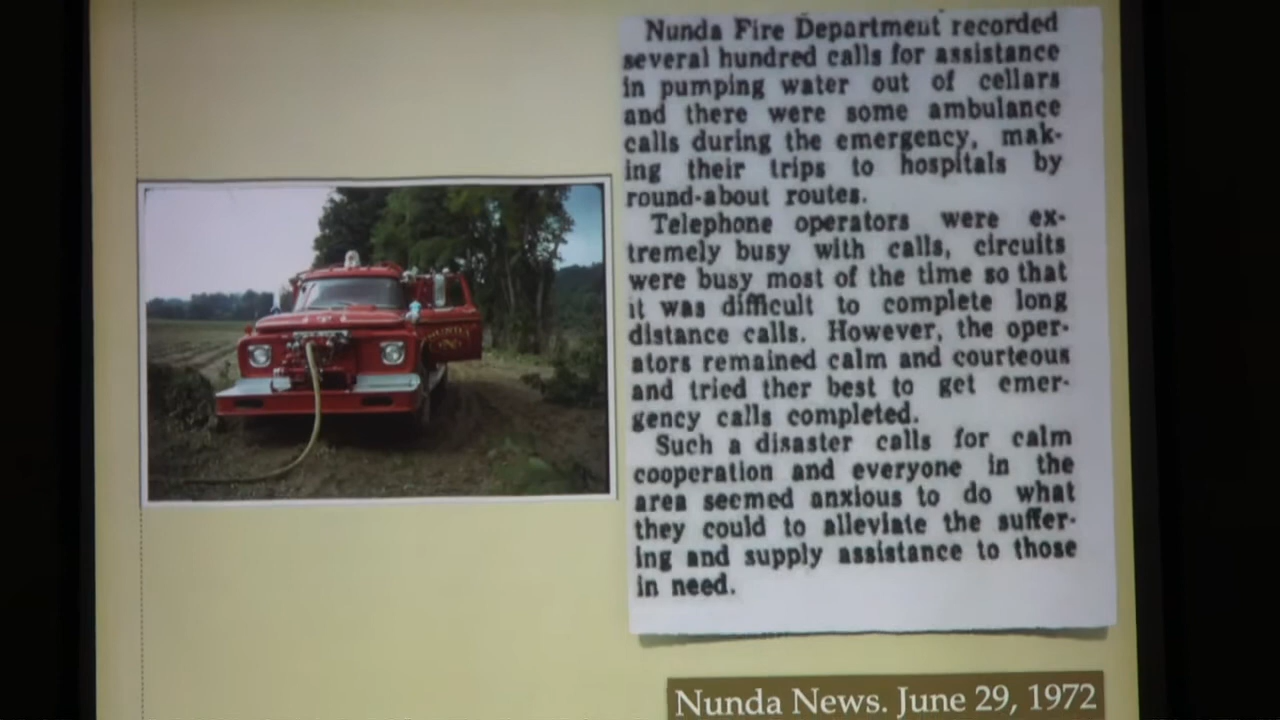 Nunda Fire Department recorded
several hundred calls for assistance
in pumping water out of cellars
and there were some ambulance
calls during the emergency, mak-
ing their trips to hospitals by
round-about routes.
Telephone operators were ex-
tremely busy with calls, circuits
were busy most of the time so that
it was difficult to complete long
distance calls. However, the oper-
ators remained calm and courteous
and tried ther best to get emer-
gency calls completed.
Such a disaster calls for calm
cooperation and everyone in the
area seemed anxious to do what
they could to alleviate the suffer-
ing and supply assistance to those
in need.
Nunda News. June 29, 1972